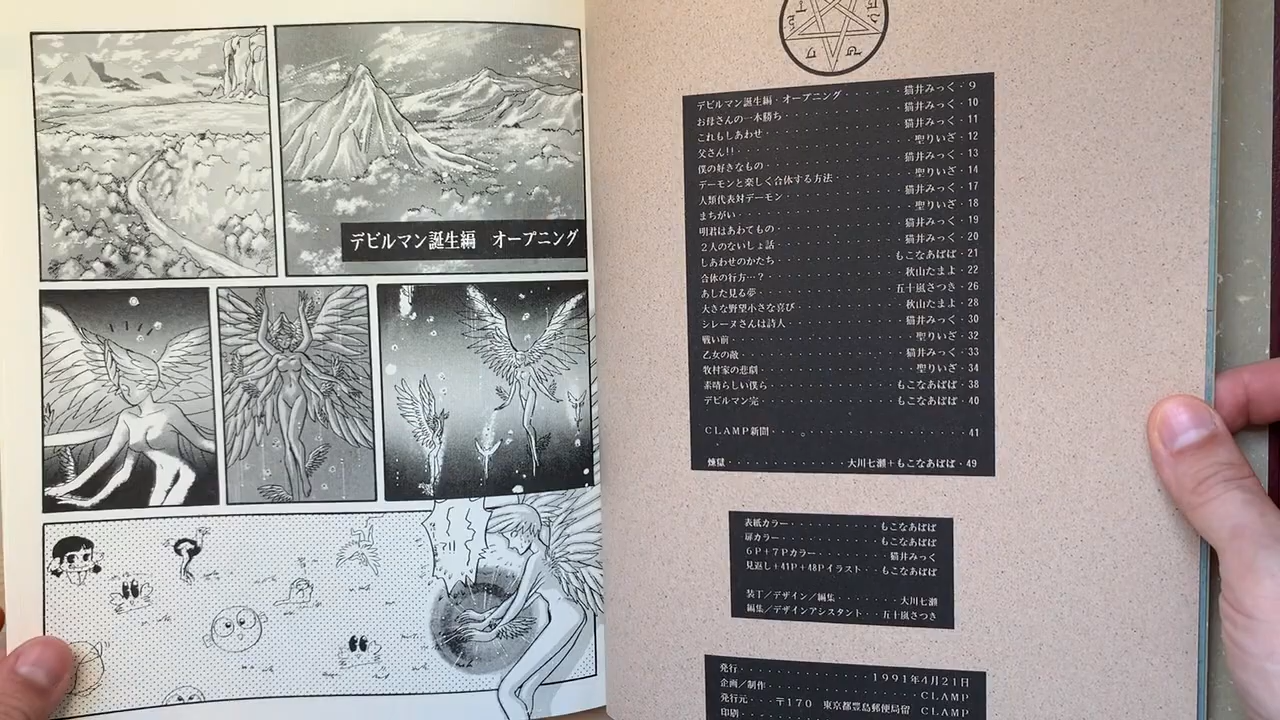 デビルマン誕生編　オープニング
?!!
デビルマン誕生編　オープニング・・・・・・猫井みっく・9
お母さんの一本勝ち・・・・・・・・・・猫井みっく・10
これもしあわせ・・・・・・・・・・・・猫井みっく・11
父さん!!・・・・・・・・・・・・・・聖りいざ・12
僕の好きなもの・・・・・・・・・・・・猫井みっく・13
デーモンと楽しく合体する方法・・・・・・聖りいざ・14
人類代表対デーモン・・・・・・・・・・猫井みっく・17
まちがい・・・・・・・・・・・・・・・聖りいざ・18
明君はあわてもの・・・・・・・・・・・猫井みっく・19
2人のないしょ話・・・・・・・・・・・猫井みっく・20
しあわせのかたち・・・・・・・・・・もこなあぱぱ・21
合体の行方…?・・・・・・・・・・・・秋山たまよ・22
あした見る夢・・・・・・・・・・・・五十嵐さつき・26
大きな野望小さな喜び・・・・・・・・・秋山たまよ・28
シレーヌさんは詩人・・・・・・・・・・猫井みっく・30
戦い前・・・・・・・・・・・・・・・・聖りいざ・32
乙女の敵・・・・・・・・・・・・・・・猫井みっく・33
牧村家の悲劇・・・・・・・・・・・・・聖りいざ・34
素晴らしい僕ら・・・・・・・・・・・もこなあぱぱ・38
デビルマン完・・・・・・・・・・・・もこなあぱぱ・40
CLAMP新聞・・・・・・・・・・・・・・・・41
煉獄・・・・・・・・・・・大川七瀬+もこなあぱぱ・49
表紙カラー・・・・・・・・・もこなあぱぱ
扉カラー・・・・・・・・・・もこなあぱぱ
6P+7Pカラー・・・・・・・猫井みっく
見返し+41P+48Pイラスト・・もこなあぱぱ
装丁/デザイン/編集・・・・・・・大川七瀬
編集/デザインアシスタント・・五十嵐さつき
発行・・・・・・・・・・・1991年4月21日
企画/制作・・・・・・・・・・・・・CLAMP
発行元・・・〒170　東京都豊島郵便局留　CLAMP
印刷